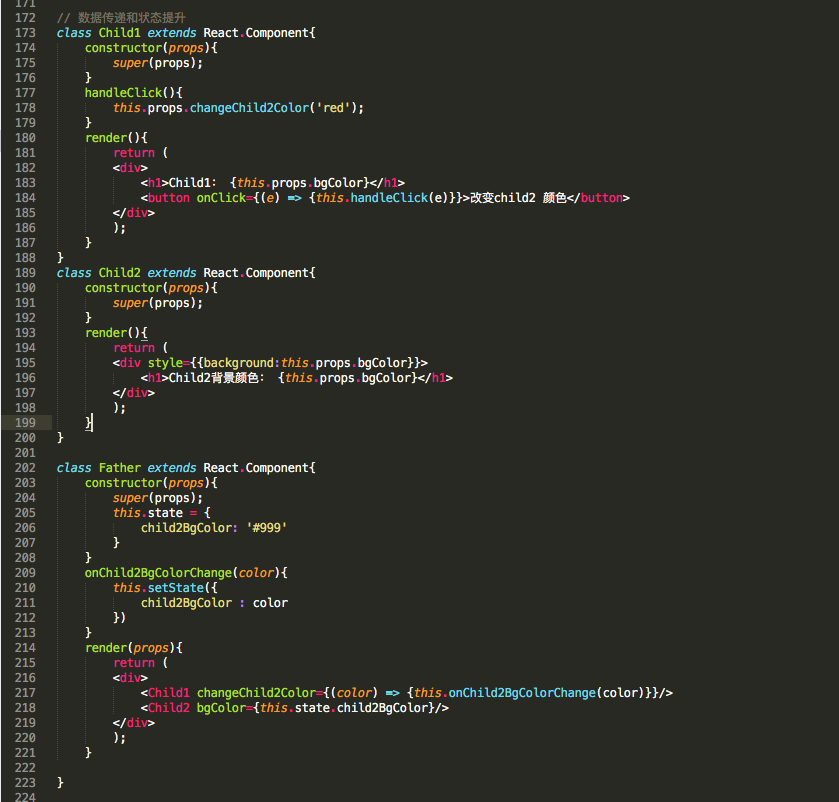 171
172 // 数据传递和状态提升
173 class Child1 extends React.Component{
174 constructor(props){
175 super(props);
176 }
177 handleClick(){
178 this.props.changeChild2Color('red');
179 }
180 render(){
181 return (
182 <div>
183 <h1>Child1: {this.props.bgColor}</h1>
184 <button onClick={(e) => {this.handleClick(e)}}>改变child2 颜色</button>
185 </div>
186 );
187 }
188 }
189 class Child2 extends React.Component{
190 constructor(props){
191 super(props);
192 }
193 render(){
194 return (
195 <div style={{background:this.props.bgColor}}>
196 <h1>Child2背景颜色: {this.props.bgColor}</h1>
197 </div>
198 );
199 }
200 }
201
202 class Father extends React.Component{
203 constructor(props){
204 super(props);
205 this.state = {
206 child2BgColor: '#999'
207 }
208 }
209 onChild2BgColorChange(color){
210 this.setState({
211 child2BgColor : color
212 })
213 }
214 render(props){
215 return (
216 <div>
217 <Child1 changeChild2Color={(color) => {this.onChild2BgColorChange(color)}}/>
218 <Child2 bgColor={this.state.child2BgColor}/>
219 </div>
220 );
221 }
222
223 }
224